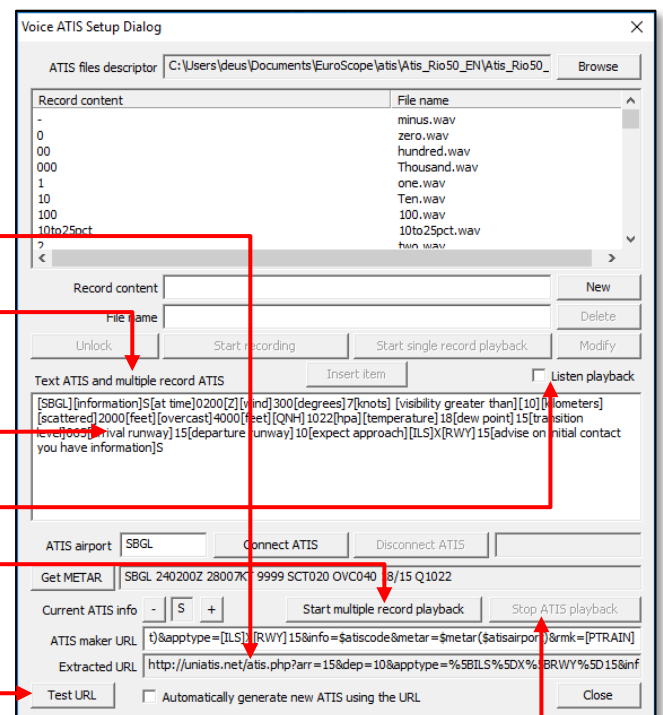 Voice ATIS Setup Dialog
ATIS files descriptor C:\Users\deus\Documents\EuroScope\atis\Atis_Rio50_EN\Atis_Rio50_ Browse
Record content File name
- minus.wav
0 zero.wav
00 hundred.wav
000 Thousand.wav
1 one.wav
10 Ten.wav
100 100.wav
10to25pct 10to25pct.wav
2 two.wav
Record content New
File name Delete
Unlock Start recording Start single record playback Modify
Insert item
Text ATIS and multiple record ATIS Listen playback
[SBGL][information]S[at time]0200[Z][wind]300[degrees]7[knots] [visibility greater than][10][kilometers]
[scattered]2000[feet][overcast]4000[feet][QNH]1022[hpa][temperature]18[dew point]15[transition
level]065[arrival runway]15[departure runway]10[expect approach][ILS]X[RWY]15[advise on initial contact
you have information]S
ATIS airport SBGL Connect ATIS Disconnect ATIS
Get METAR SBGL 240200Z 28007KT 9999 SCT020 OVC040 18/15 Q1022
Current ATIS info - S + Start multiple record playback Stop ATIS playback
ATIS maker URL t)&apptype=[ILS]X[RWY]15&info=$atiscode&metar=$metar($atisairport)&rmk=[PTRAIN]
Extracted URL http://uniatis.net/atis.php?arr=15&dep=10&apptype=%5BILS%5DX%5BRWY%5D15&inf
Test URL Automatically generate new ATIS using the URL Close